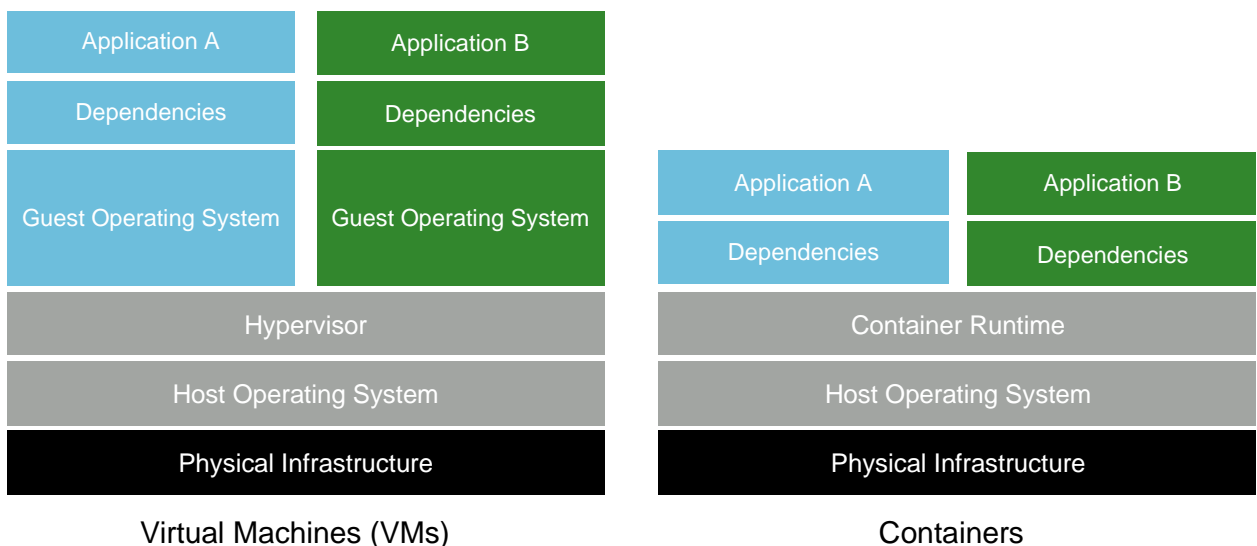 Application A
Application B
Dependencies
Dependencies
Guest Operating System
Guest Operating System
Hypervisor
Host Operating System
Physical Infrastructure
Virtual Machines (VMs)
Application A
Application B
Dependencies
Dependencies
Container Runtime
Host Operating System
Physical Infrastructure
Containers